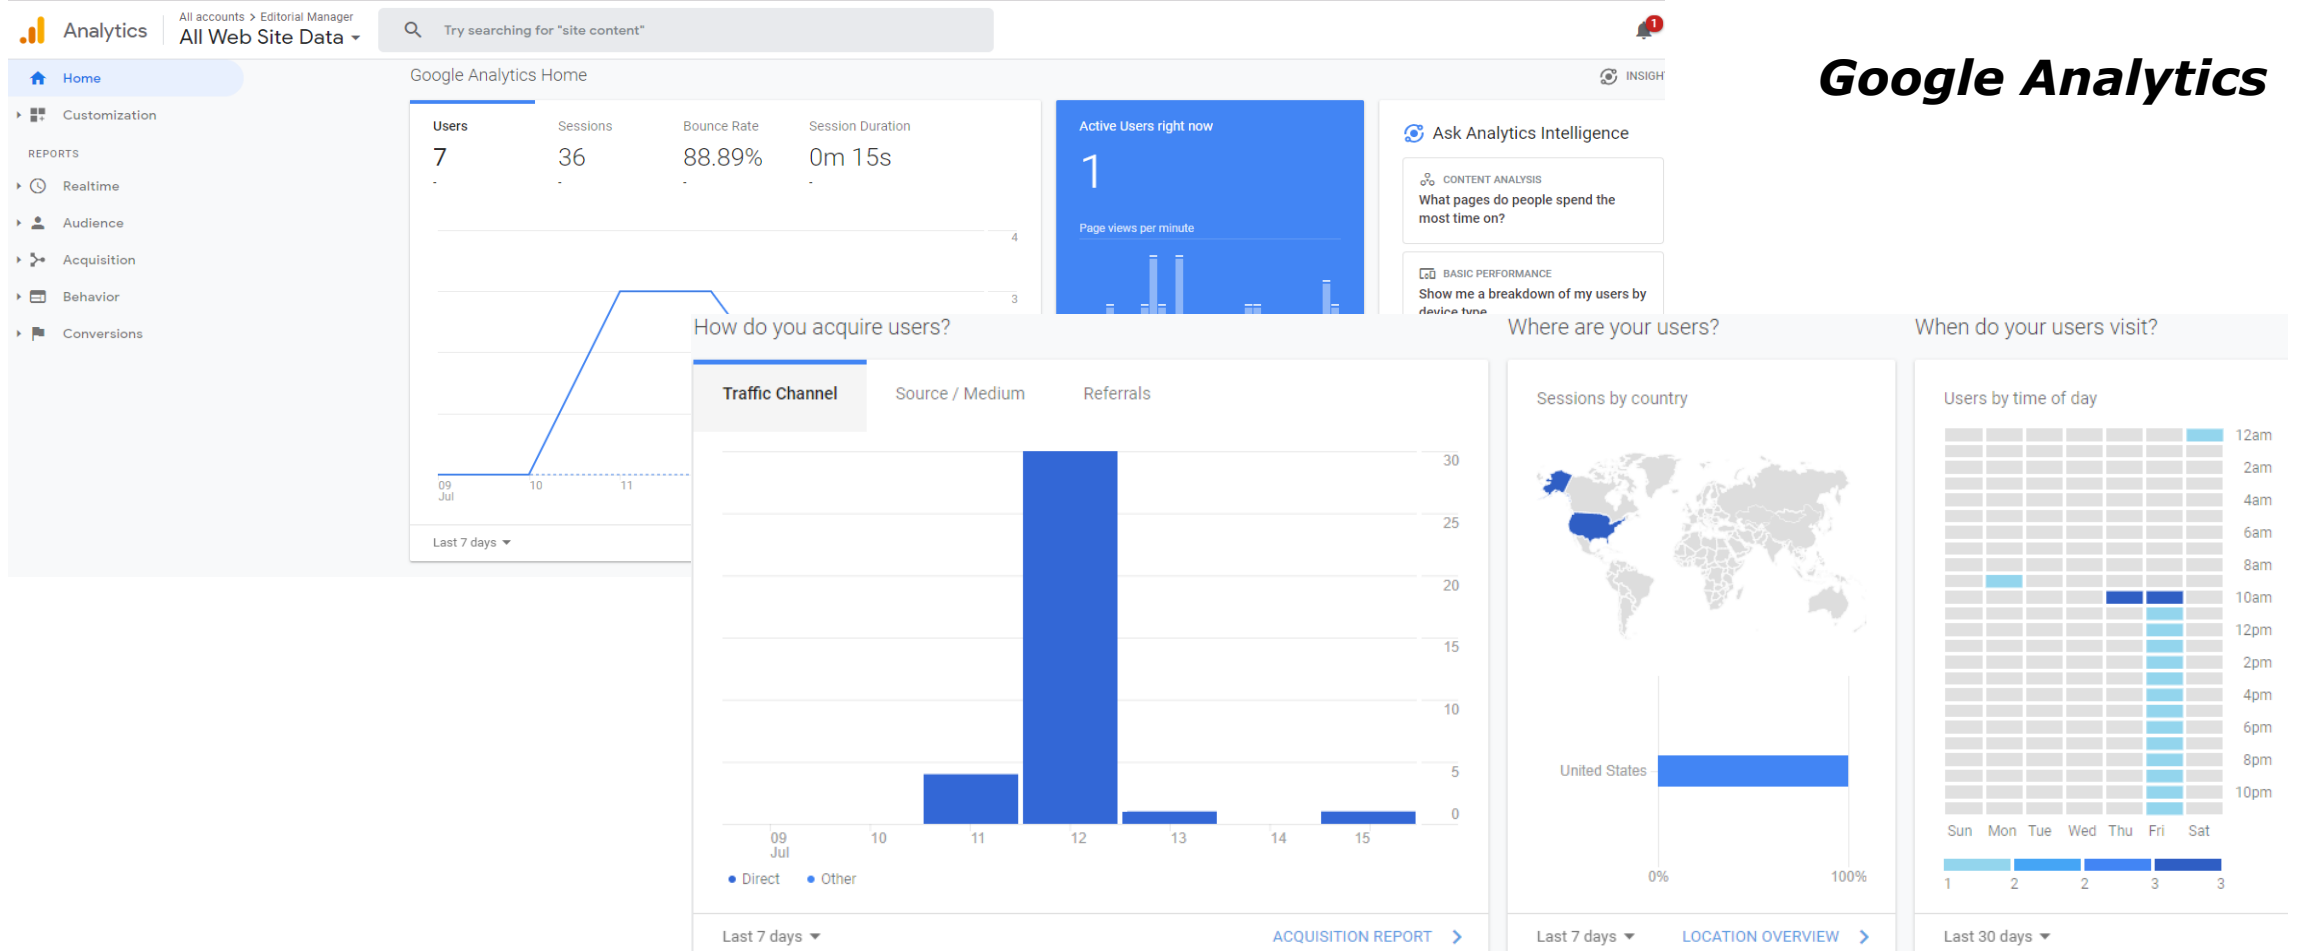 Analytics
All accounts > Editorial Manager
All Web Site Data
Try searching for "site content"
1
Google Analytics
Home
Customization
REPORTS
Realtime
Audience
Acquisition
Behavior
Conversions
Google Analytics Home
INSIGH
Users
Sessions
Bounce Rate
Session Duration
7
36
88.89%
0m 15s
-
-
-
-
4
3
09
Jul
10
11
Last 7 days
Active Users right now
1
Page views per minute
Ask Analytics Intelligence
CONTENT ANALYSIS
What pages do people spend the
most time on?
BASIC PERFORMANCE
Show me a breakdown of my users by
device type
How do you acquire users?
Traffic Channel
Source / Medium
Referrals
30
25
20
15
10
5
0
09
Jul
10
11
12
13
14
15
Direct
Other
Last 7 days
ACQUISITION REPORT
Where are your users?
Sessions by country
United States
0%
100%
Last 7 days
LOCATION OVERVIEW
When do your users visit?
Users by time of day
12am
2am
4am
6am
8am
10am
12pm
2pm
4pm
6pm
8pm
10pm
Sun Mon Tue Wed Thu Fri Sat
1 2 2 3 3
Last 30 days